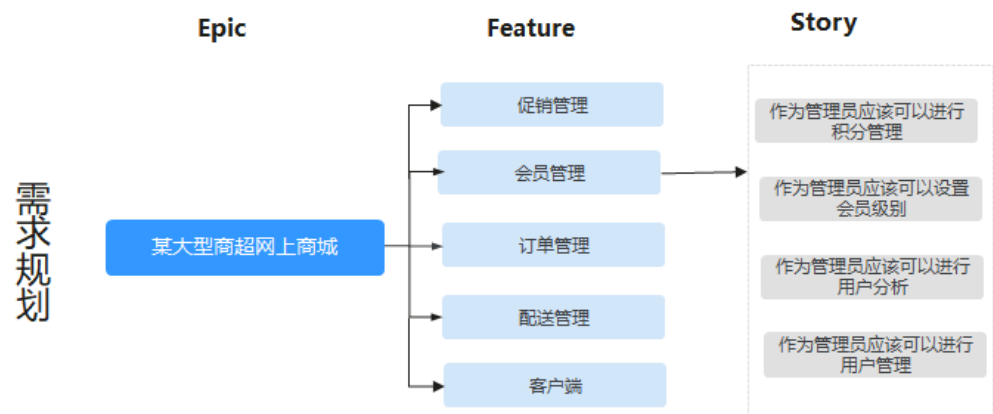 Epic
Feature
Story
需求规划
某大型商超网上商城
促销管理
会员管理
订单管理
配送管理
客户端
作为管理员应该可以进行
积分管理
作为管理员应该可以设置
会员级别
作为管理员应该可以进行
用户分析
作为管理员应该可以进行
用户管理